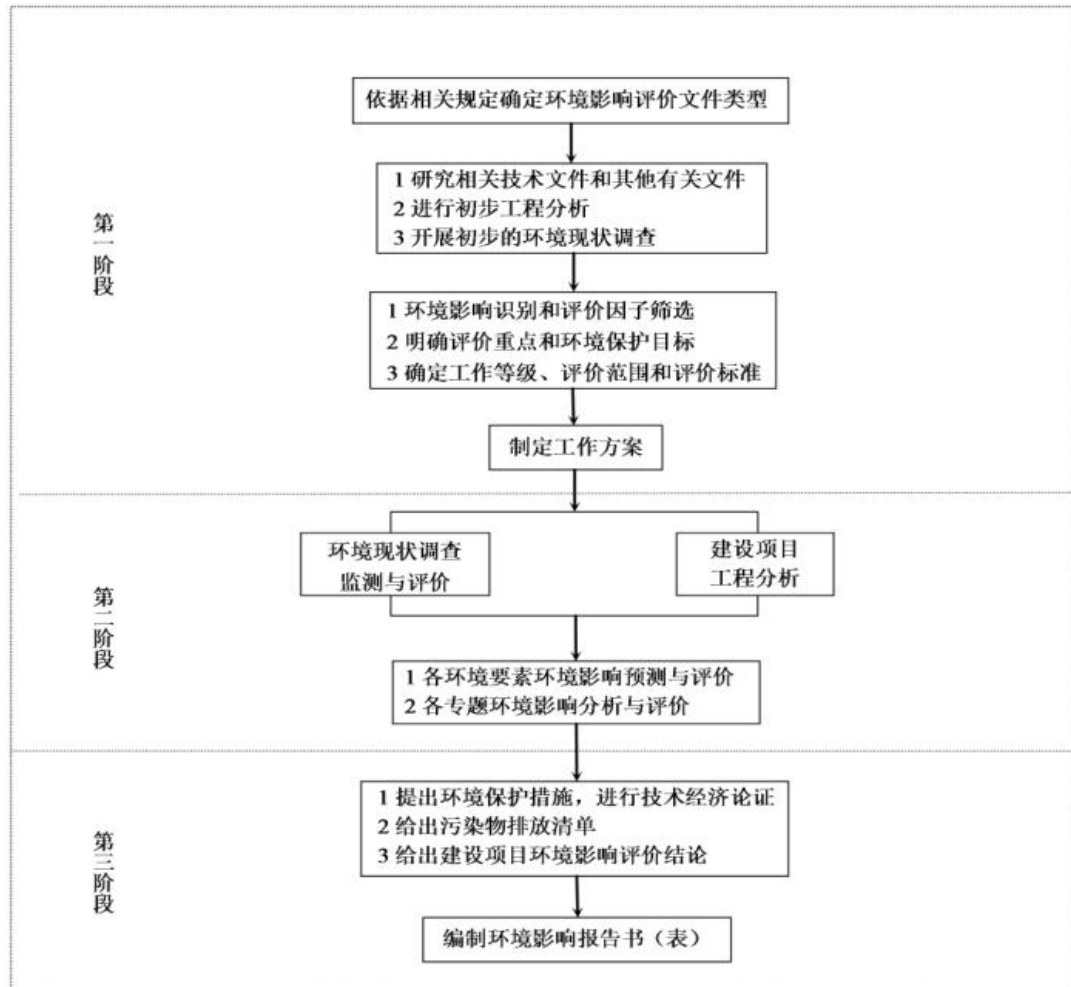 依据相关规定确定环境影响评价文件类型
1 研究相关技术文件和其他有关文件
2 进行初步工程分析
3 开展初步的环境现状调查
第一阶段
1 环境影响识别和评价因子筛选
2 明确评价重点和环境保护目标
3 确定工作等级、评价范围和评价标准
制定工作方案
第二阶段
环境现状调查
监测与评价
建设项目
工程分析
1 各环境要素环境影响预测与评价
2 各专题环境影响分析与评价
第三阶段
1 提出环境保护措施，进行技术经济论证
2 给出污染物排放清单
3 给出建设项目环境影响评价结论
编制环境影响报告书（表）